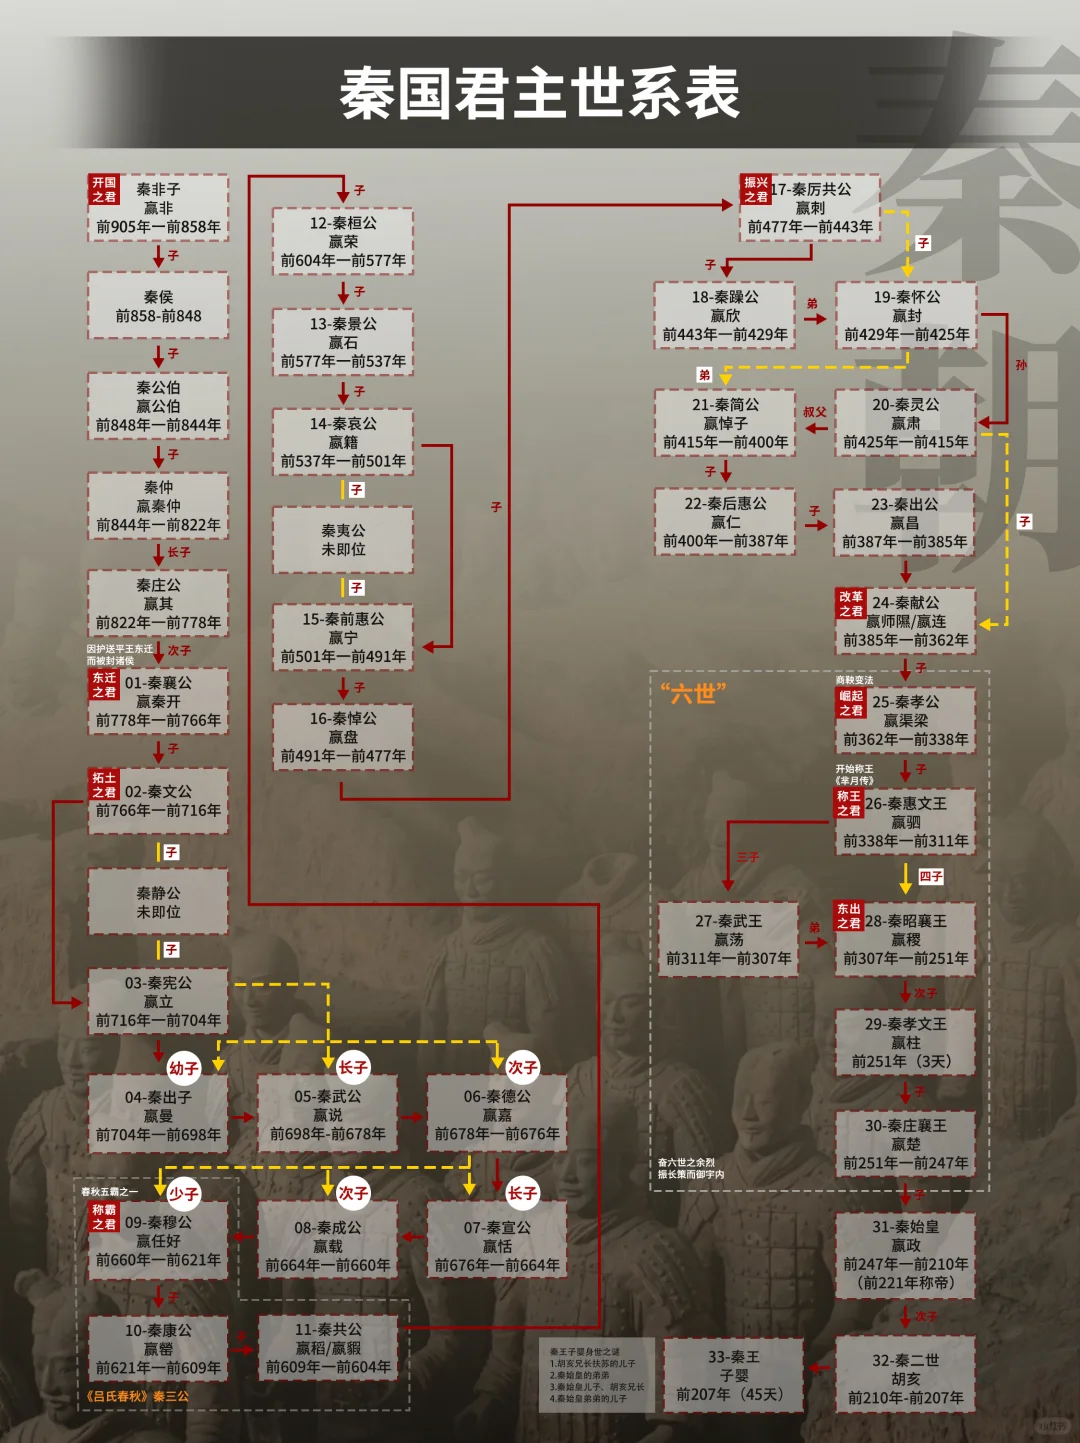 秦国君主世系表
开国
之君
秦非子
嬴非
前905年一前858年
子
秦侯
前858-前848
子
秦公伯
嬴公伯
前848年一前844年
子
秦仲
嬴秦仲
前844年一前822年
长子
秦庄公
嬴其
前822年一前778年
因护送平王东迁
而被封诸侯
次子
东迁
之君
01-秦襄公
嬴秦开
前778年一前766年
子
拓土
之君
02-秦文公
前766年一前716年
子
秦静公
未即位
子
03-秦宪公
嬴立
前716年一前704年
幼子
04-秦出子
嬴曼
前704年一前698年
长子
05-秦武公
嬴说
前698年-前678年
次子
06-秦德公
嬴嘉
前678年一前676年
春秋五霸之一
少子
称霸
之君
09-秦穆公
嬴任好
前660年一前621年
次子
08-秦成公
嬴载
前664年一前660年
长子
07-秦宣公
嬴恬
前676年一前664年
子
10-秦康公
嬴罃
前621年一前609年
子
11-秦共公
嬴稻/嬴貑
前609年一前604年
《吕氏春秋》秦三公
子
12-秦桓公
嬴荣
前604年一前577年
子
13-秦景公
嬴石
前577年一前537年
子
14-秦哀公
嬴籍
前537年一前501年
子
秦夷公
未即位
子
15-秦前惠公
嬴宁
前501年一前491年
子
16-秦悼公
嬴盘
前491年一前477年
子
振兴
之君
17-秦厉共公
嬴刺
前477年一前443年
子
子
18-秦躁公
嬴欣
前443年一前429年
弟
19-秦怀公
嬴封
前429年一前425年
孙
弟
21-秦简公
嬴悼子
前415年一前400年
叔父
20-秦灵公
嬴肃
前425年一前415年
子
子
22-秦后惠公
嬴仁
前400年一前387年
子
23-秦出公
嬴昌
前387年一前385年
改革
之君
24-秦献公
嬴师隰/嬴连
前385年一前362年
子
“六世”
商鞅变法
崛起
之君
25-秦孝公
嬴渠梁
前362年一前338年
子
开始称王
《芈月传》
称王
之君
26-秦惠文王
嬴驷
前338年一前311年
三子
四子
27-秦武王
嬴荡
前311年一前307年
弟
东出
之君
28-秦昭襄王
嬴稷
前307年一前251年
次子
29-秦孝文王
嬴柱
前251年（3天）
子
30-秦庄襄王
嬴楚
前251年一前247年
奋六世之余烈
振长策而御宇内
子
31-秦始皇
嬴政
前247年一前210年
（前221年称帝）
次子
32-秦二世
胡亥
前210年-前207年
33-秦王
子婴
前207年（45天）
秦王子婴身世之谜
1.胡亥兄长扶苏的儿子
2.秦始皇的弟弟
3.秦始皇儿子、胡亥兄长
4.秦始皇弟弟的儿子
秦
朝
小红书